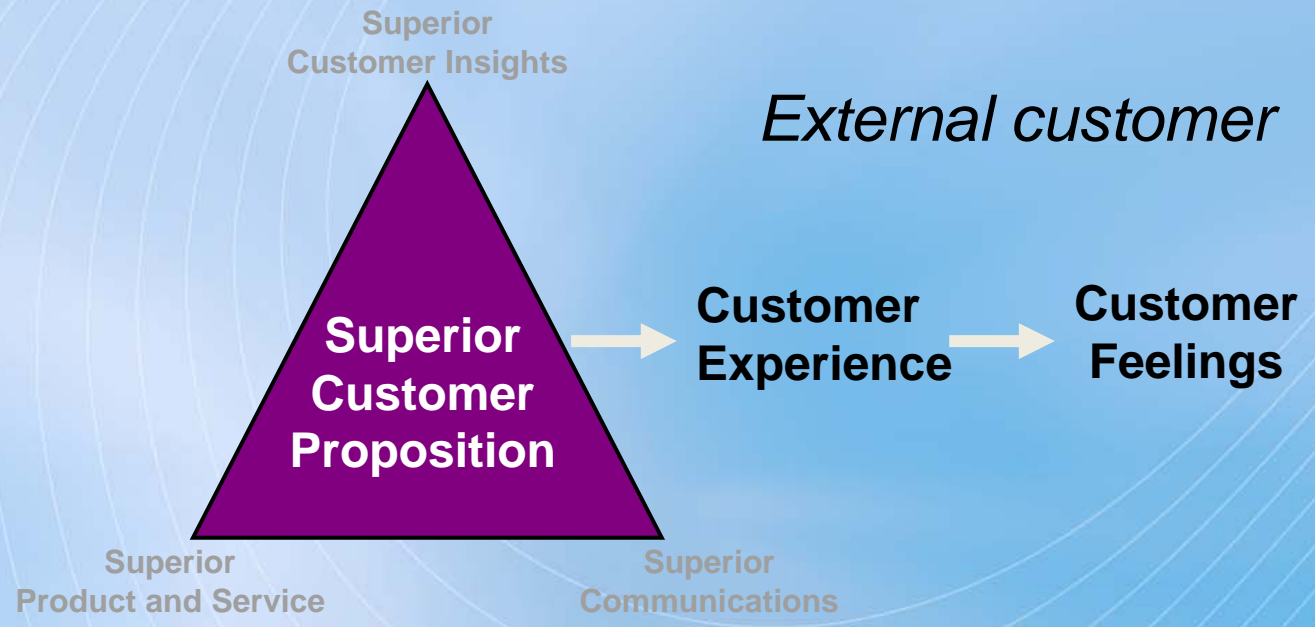 Superior
Customer Insights
External customer
Superior
Customer
Proposition
Customer
Experience
Customer
Feelings
Superior
Product and Service
Superior
Communications